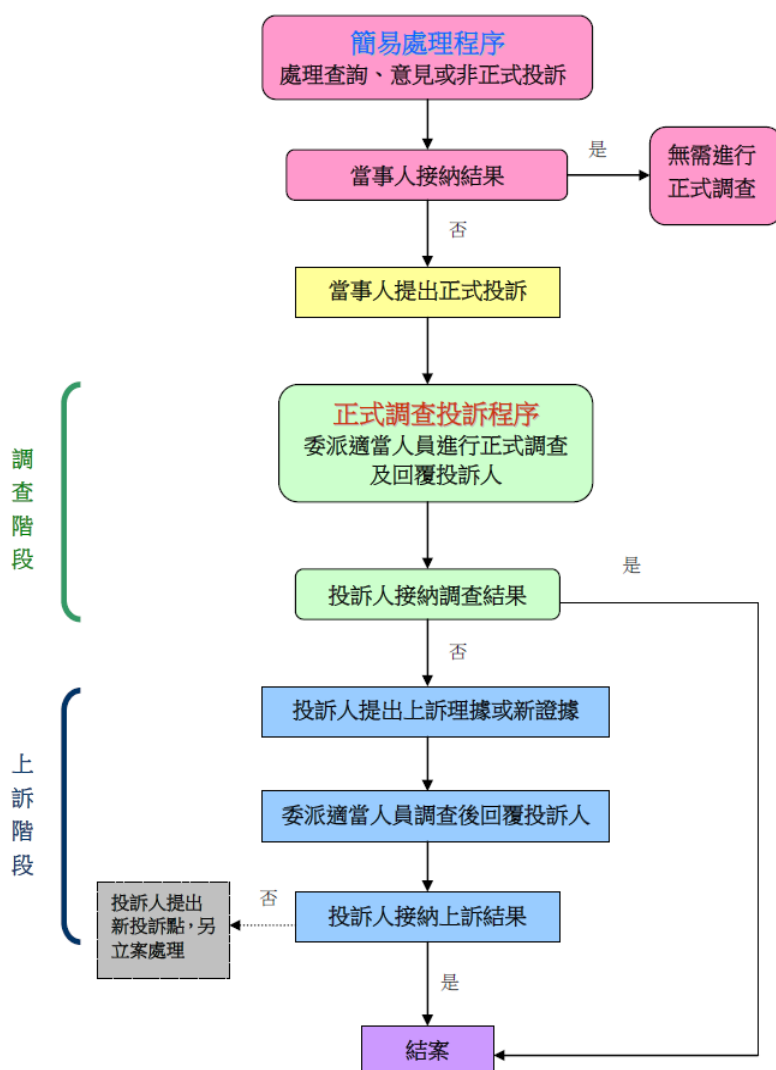 簡易處理程序
處理查詢、意見或非正式投訴
當事人接納結果
是
無需進行
正式調查
否
當事人提出正式投訴
調
查
階
段
正式調查投訴程序
委派適當人員進行正式調查
及回覆投訴人
投訴人接納調查結果
是
否
上
訴
階
段
投訴人提出上訴理據或新證據
委派適當人員調查後回覆投訴人
投訴人接納上訴結果
否
投訴人提出
新投訴點，另
立案處理
是
結案